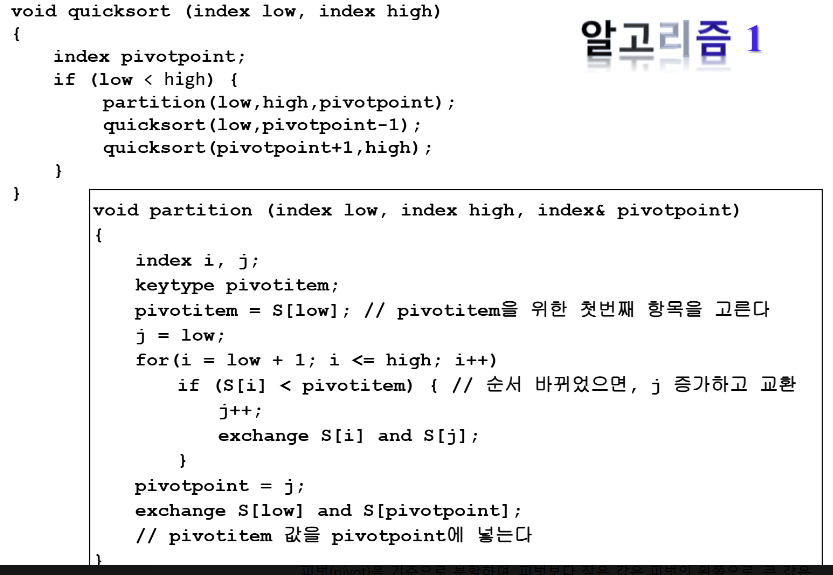 void quicksort (index low, index high)
{
index pivotpoint;
if (low < high) {
partition(low,high,pivotpoint);
quicksort(low,pivotpoint-1);
quicksort(pivotpoint+1,high);
}
}
알고리즘 1
void partition (index low, index high, index& pivotpoint)
{
index i, j;
keytype pivotitem;
pivotitem = S[low]; // pivotitem을 위한 첫번째 항목을 고른다
j = low;
for(i = low + 1; i <= high; i++)
if (S[i] < pivotitem) { // 순서 바뀌었으면, j 증가하고 교환
j++;
exchange S[i] and S[j];
}
pivotpoint = j;
exchange S[low] and S[pivotpoint];
// pivotitem 값을 pivotpoint에 넣는다
}